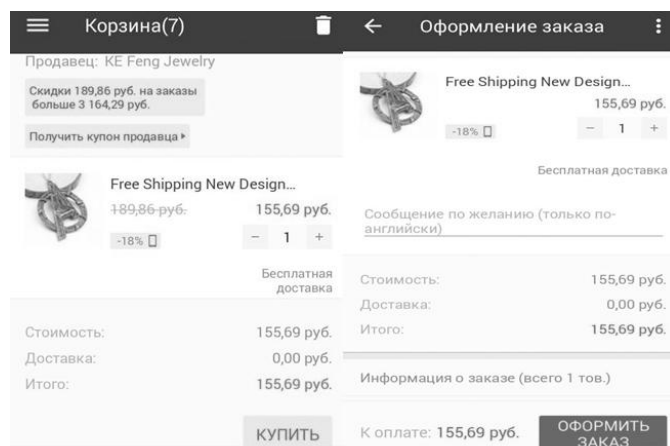 Корзина(7)
Продавец: KE Feng Jewelry
Скидки 189,86 руб. на заказы
больше 3 164,29 руб.
Получить купон продавца
Free Shipping New Design...
189,86 руб. 155,69 руб.
-18% − 1 +
Бесплатная
доставка
Стоимость: 155,69 руб.
Доставка: 0,00 руб.
Итого: 155,69 руб.
КУПИТЬ
Оформление заказа
Free Shipping New Design...
155,69 руб.
-18% − 1 +
Бесплатная доставка
Сообщение по желанию (только по-
английски)
Стоимость: 155,69 руб.
Доставка: 0,00 руб.
Итого: 155,69 руб.
Информация о заказе (всего 1 тов.)
К оплате: 155,69 руб. ОФОРМИТЬ
ЗАКАЗ